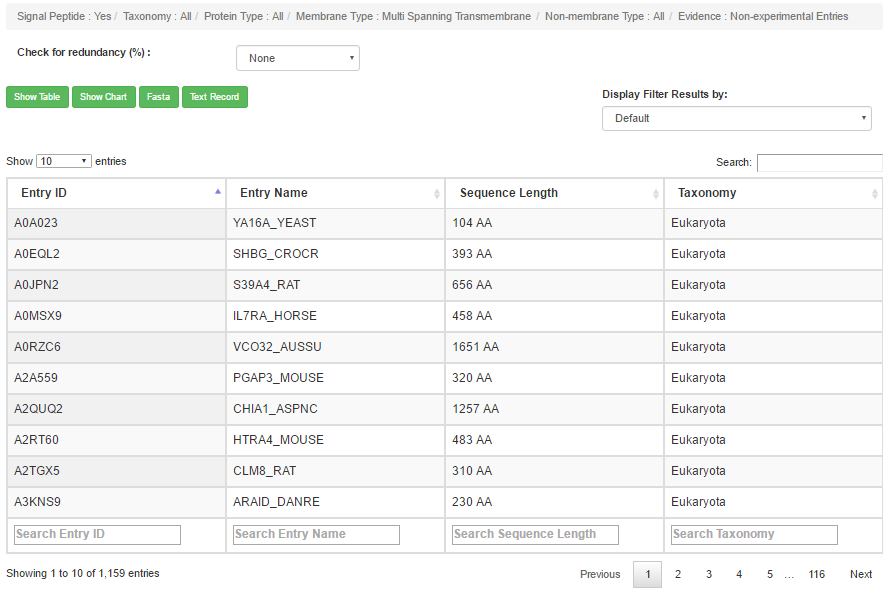 Signal Peptide : Yes / Taxonomy : All / Protein Type : All / Membrane Type : Multi Spanning Transmembrane / Non-membrane Type : All / Evidence : Non-experimental Entries
Check for redundancy (%) : None
Show Table Show Chart Fasta Text Record
Display Filter Results by:
Default
Show 10 entries Search:
Entry ID Entry Name Sequence Length Taxonomy
A0A023 YA16A_YEAST 104 AA Eukaryota
A0EQL2 SHBG_CROCR 393 AA Eukaryota
A0JPN2 S39A4_RAT 656 AA Eukaryota
A0MSX9 IL7RA_HORSE 458 AA Eukaryota
A0RZC6 VCO32_AUSSU 1651 AA Eukaryota
A2A559 PGAP3_MOUSE 320 AA Eukaryota
A2QUQ2 CHIA1_ASPNC 1257 AA Eukaryota
A2RT60 HTRA4_MOUSE 483 AA Eukaryota
A2TGX5 CLM8_RAT 310 AA Eukaryota
A3KNS9 ARAID_DANRE 230 AA Eukaryota
Search Entry ID Search Entry Name Search Sequence Length Search Taxonomy
Showing 1 to 10 of 1,159 entries Previous 1 2 3 4 5 … 116 Next